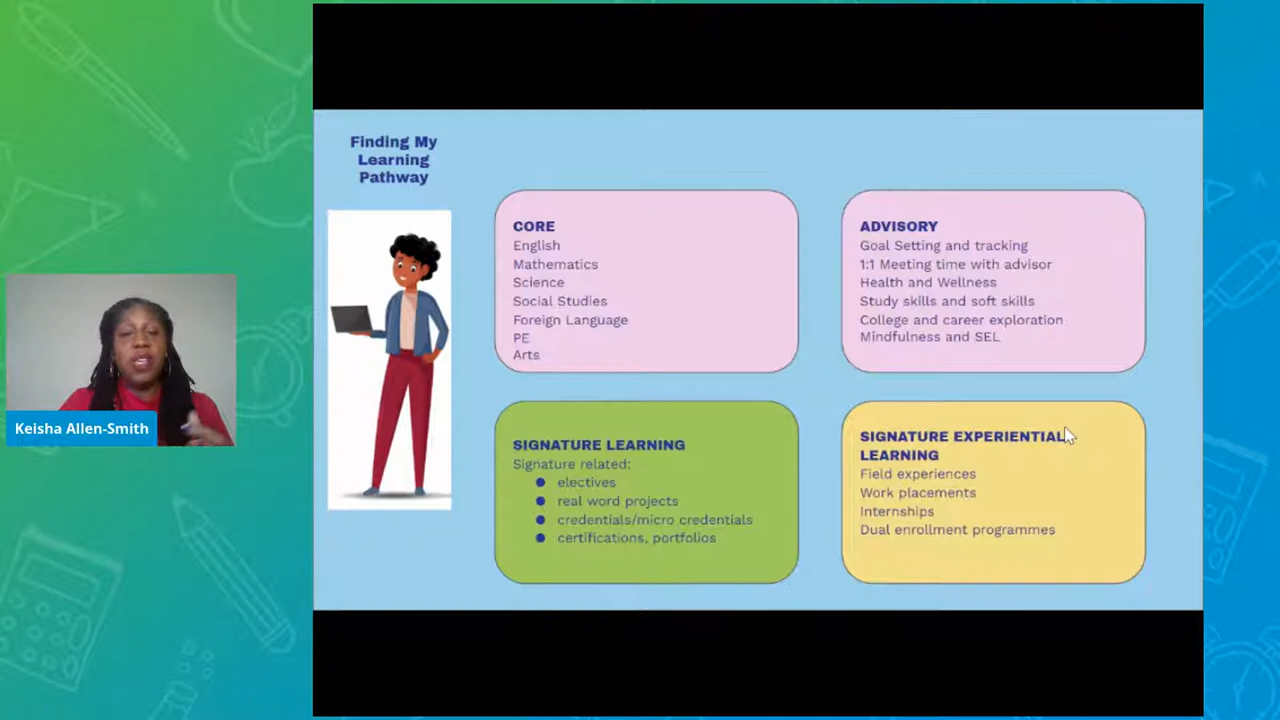 Finding My
Learning
Pathway
CORE
English
Mathematics
Science
Social Studies
Foreign Language
PE
Arts
ADVISORY
Goal Setting and tracking
1:1 Meeting time with advisor
Health and Wellness
Study skills and soft skills
College and career exploration
Mindfulness and SEL
SIGNATURE LEARNING
Signature related:
● electives
● real word projects
● credentials/micro credentials
● certifications, portfolios
SIGNATURE EXPERIENTIAL
LEARNING
Field experiences
Work placements
Internships
Dual enrollment programmes
Keisha Allen-Smith